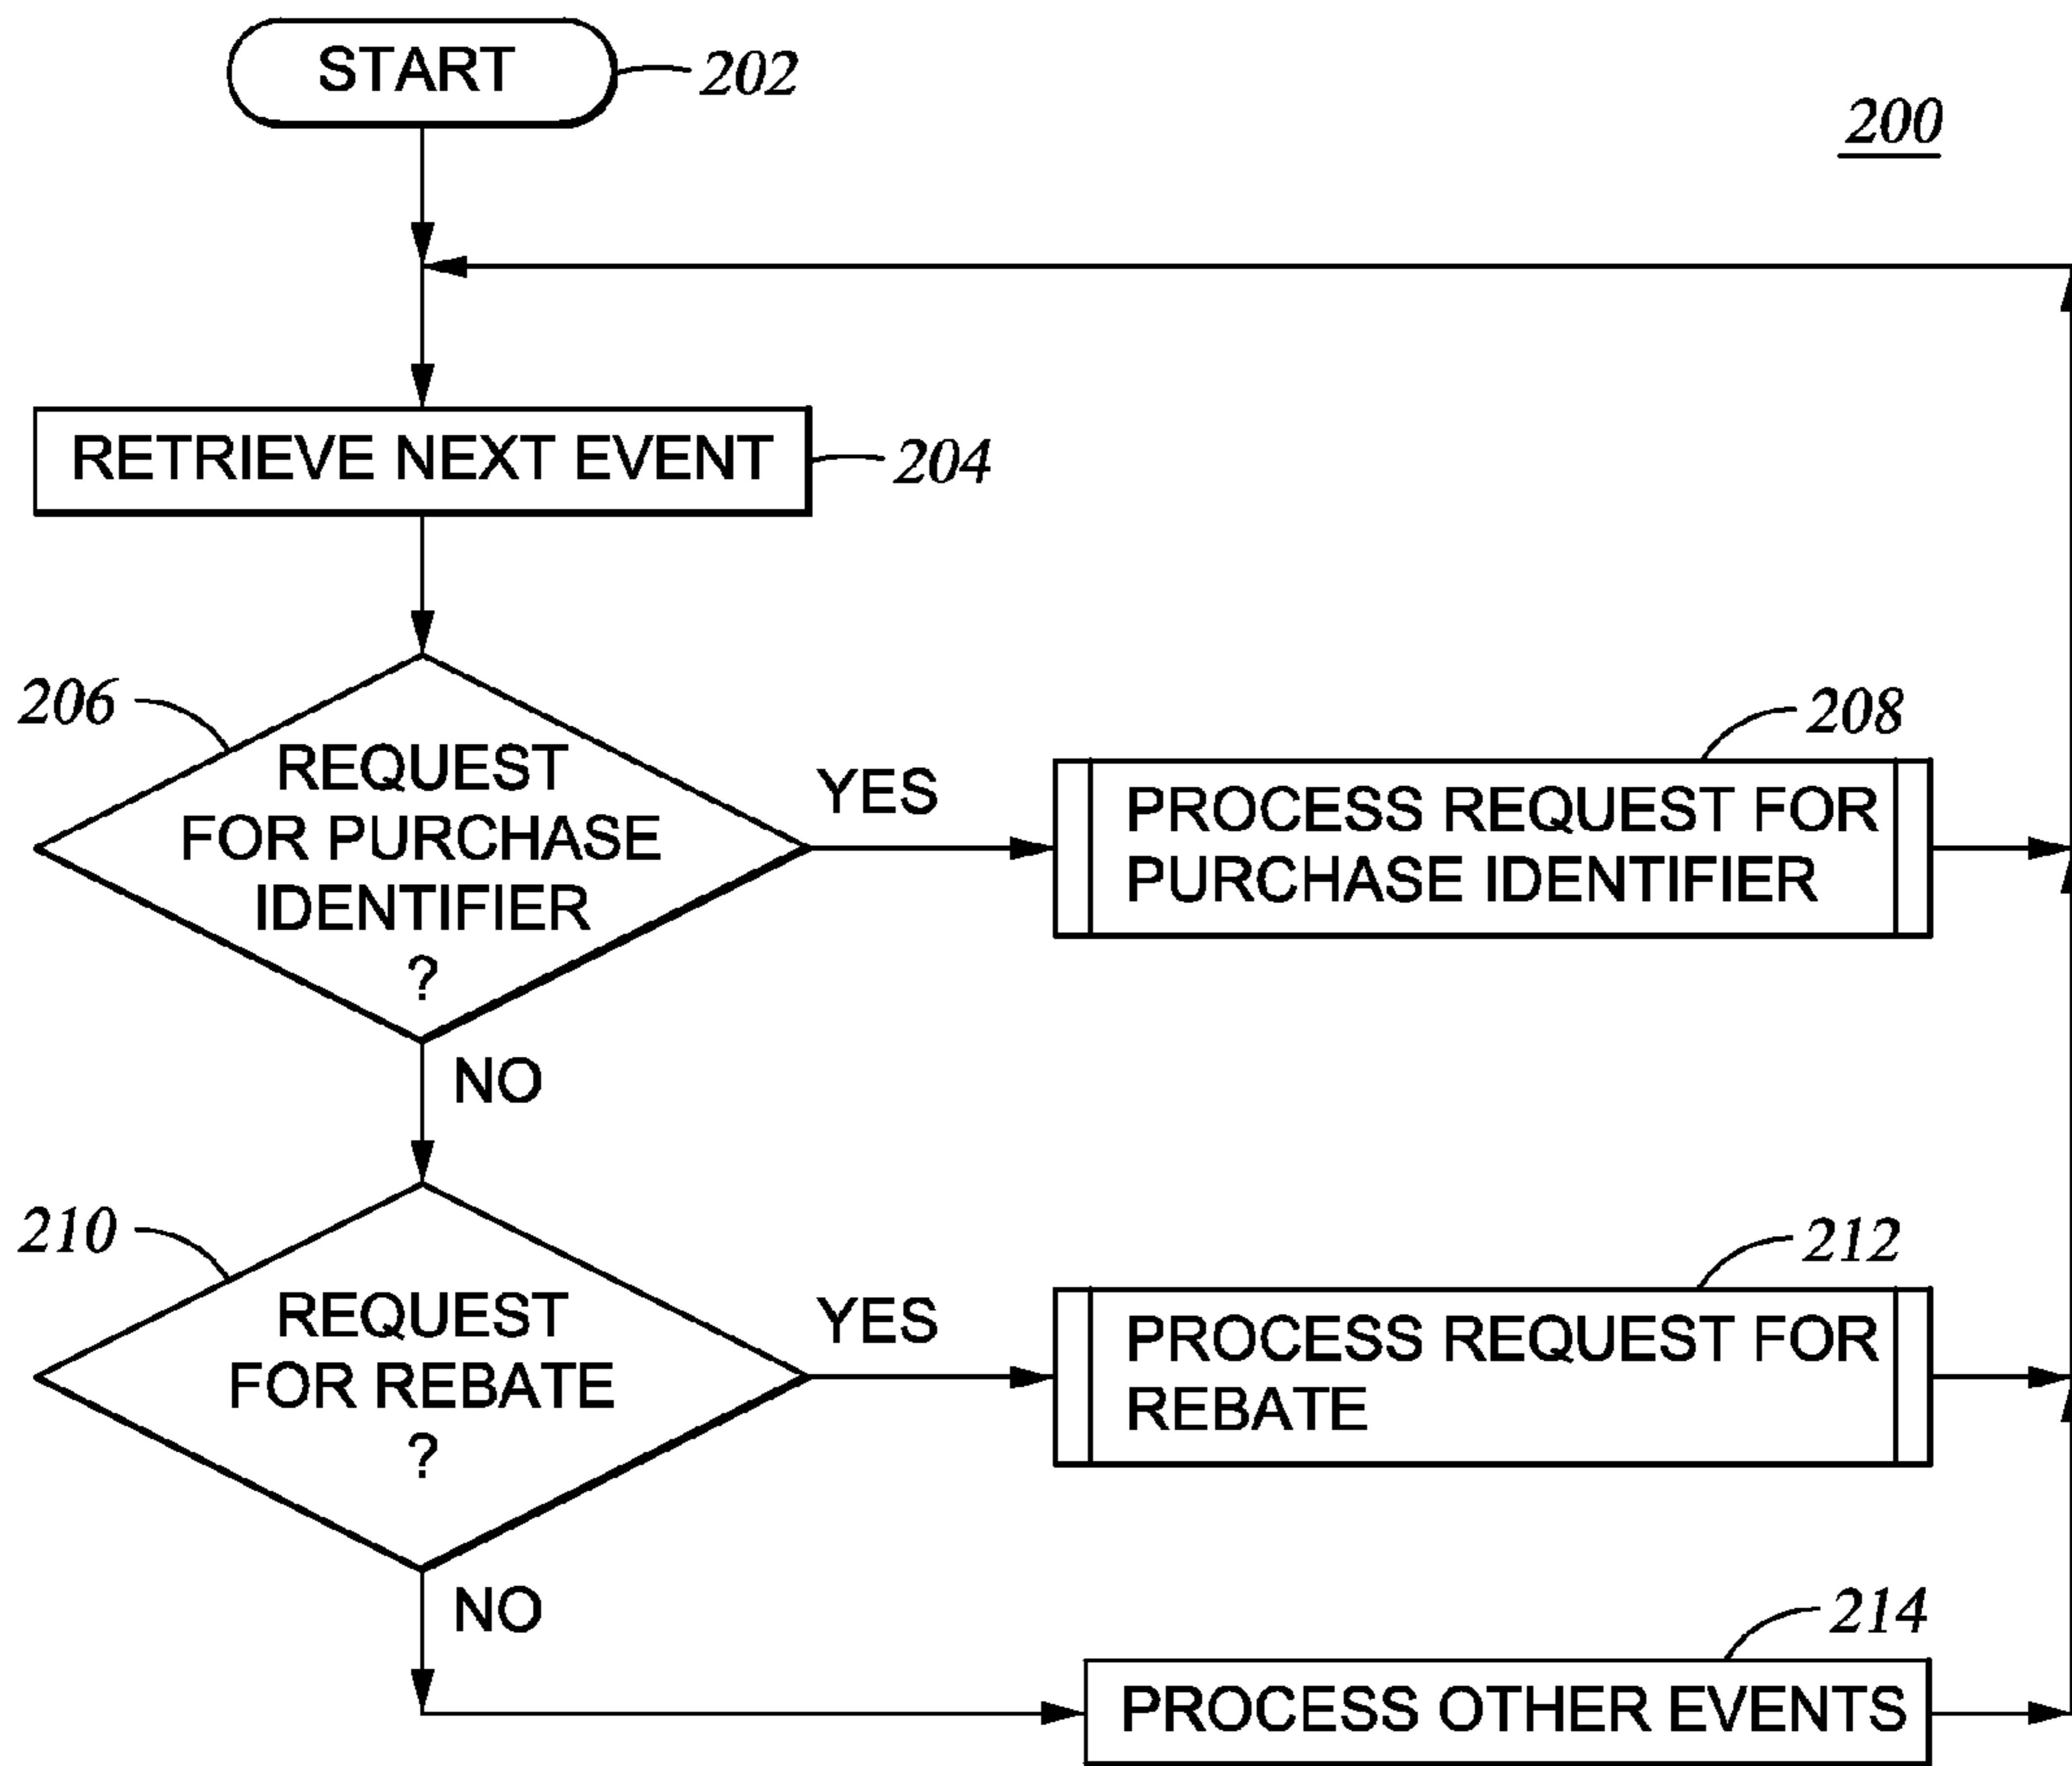 START
202
200
RETRIEVE NEXT EVENT
204
206
REQUEST
FOR PURCHASE
IDENTIFIER
?
YES
208
PROCESS REQUEST FOR
PURCHASE IDENTIFIER
NO
210
REQUEST
FOR REBATE
?
YES
212
PROCESS REQUEST FOR
REBATE
NO
214
PROCESS OTHER EVENTS